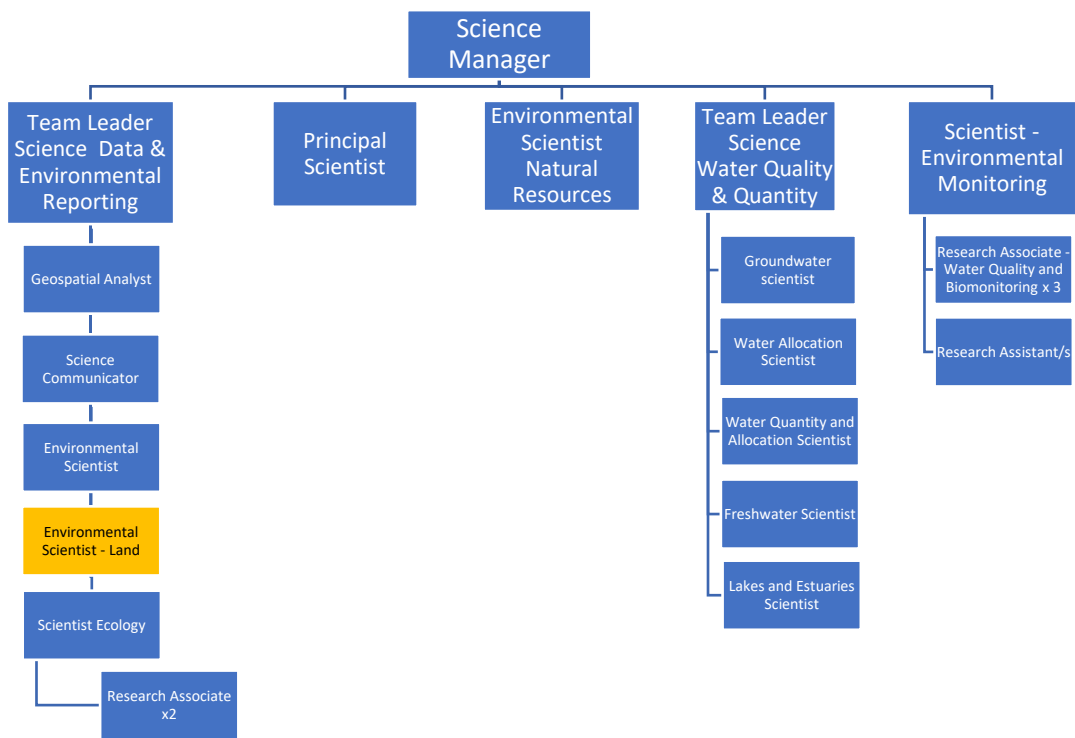 Science
Manager
Team Leader
Science Data &
Environmental
Reporting
Principal
Scientist
Environmental
Scientist
Natural
Resources
Team Leader
Science
Water Quality
& Quantity
Scientist -
Environmental
Monitoring
Geospatial Analyst
Science
Communicator
Environmental
Scientist
Environmental
Scientist - Land
Scientist Ecology
Research Associate
x2
Groundwater
scientist
Water Allocation
Scientist
Water Quantity and
Allocation Scientist
Freshwater Scientist
Lakes and Estuaries
Scientist
Research Associate -
Water Quality and
Biomonitoring x 3
Research Assistant/s